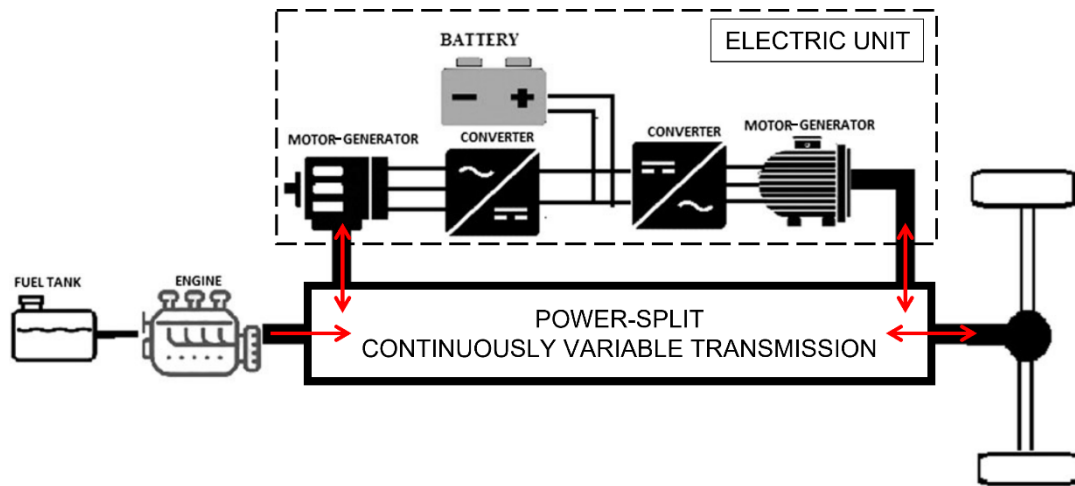 ELECTRIC UNIT
BATTERY
MOTOR-GENERATOR
CONVERTER
CONVERTER
MOTOR-GENERATOR
FUEL TANK
ENGINE
POWER-SPLIT
CONTINUOUSLY VARIABLE TRANSMISSION